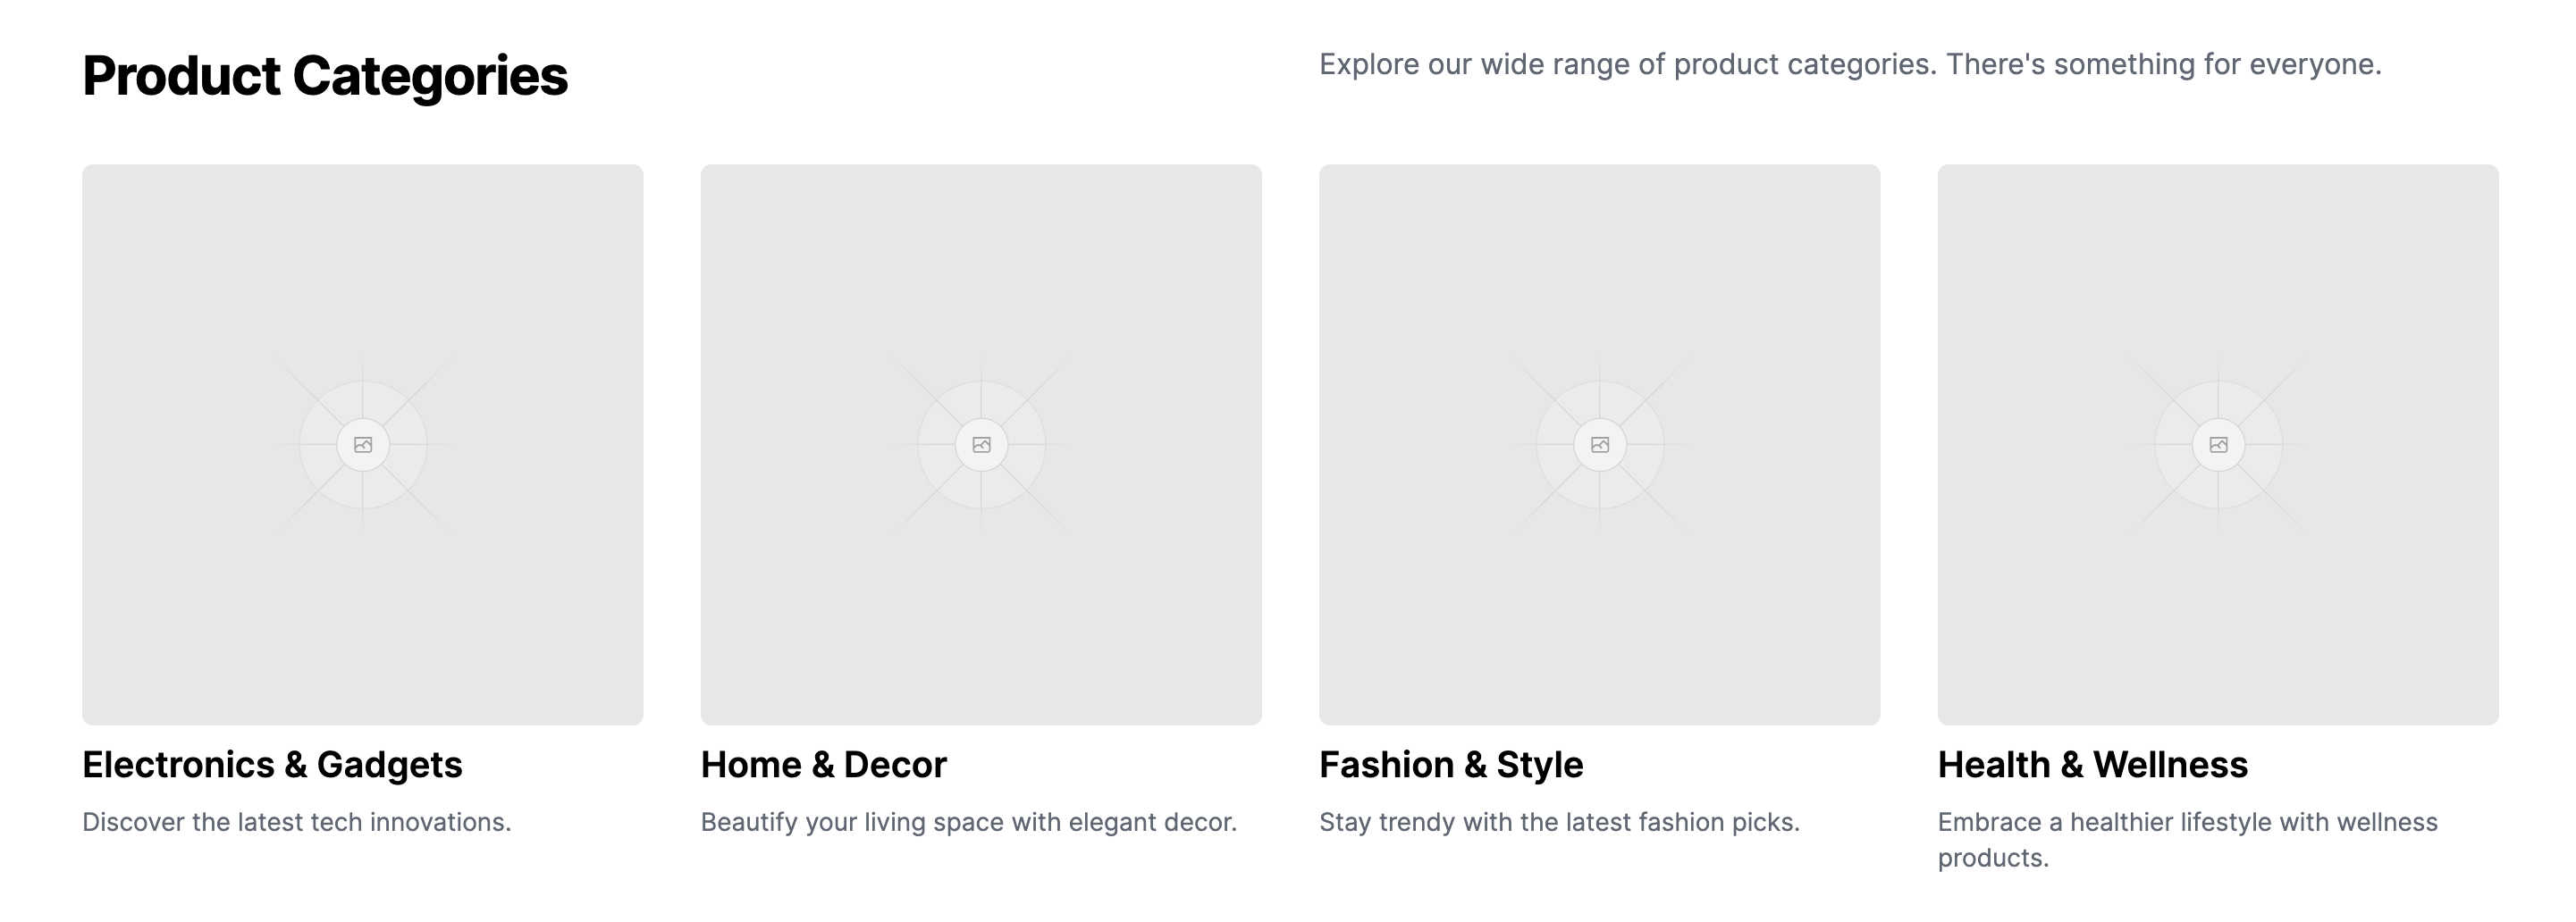 Product Categories
Explore our wide range of product categories. There's something for everyone.
Electronics & Gadgets
Discover the latest tech innovations.
Home & Decor
Beautify your living space with elegant decor.
Fashion & Style
Stay trendy with the latest fashion picks.
Health & Wellness
Embrace a healthier lifestyle with wellness
products.